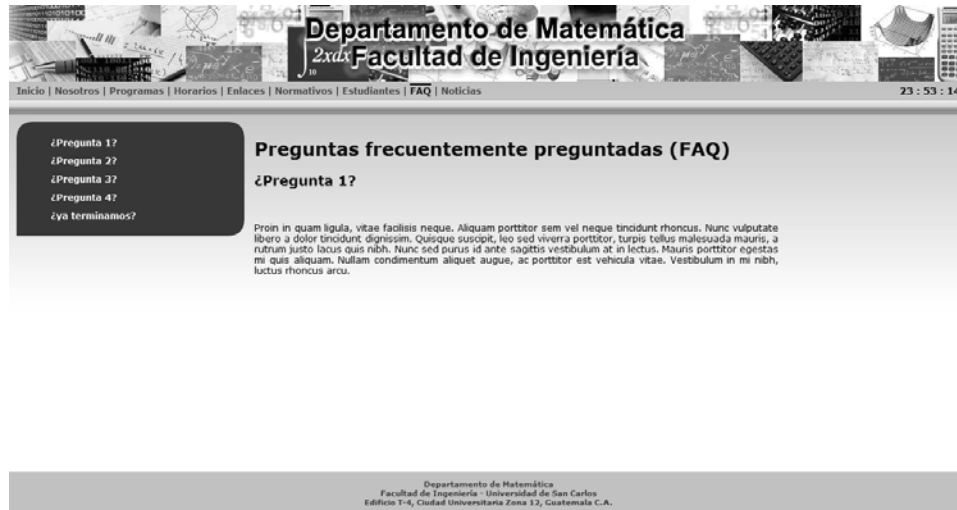 Departamento de Matemática
Facultad de Ingeniería
Inicio | Nosotros | Programas | Horarios | Enlaces | Normativos | Estudiantes | FAQ | Noticias
23 : 53 : 14
¿Pregunta 1?
¿Pregunta 2?
¿Pregunta 3?
¿Pregunta 4?
¿ya terminamos?
Preguntas frecuentemente preguntadas (FAQ)
¿Pregunta 1?
Proin in quam ligula, vitae facilisis neque. Aliquam porttitor sem vel neque tincidunt rhoncus. Nunc vulputate
libero a dolor tincidunt dignissim. Quisque suscipit, leo sed viverra porttitor, turpis tellus malesuada mauris, a
rutrum justo lacus quis nibh. Nunc sed purus id ante sagittis vestibulum at in lectus. Mauris porttitor egestas
mi quis aliquam. Nullam condimentum aliquet augue, ac porttitor est vehicula vitae. Vestibulum in mi nibh,
luctus rhoncus arcu.
Departamento de Matemática
Facultad de Ingeniería - Universidad de San Carlos
Edificio T-4, Ciudad Universitaria Zona 12, Guatemala C.A.